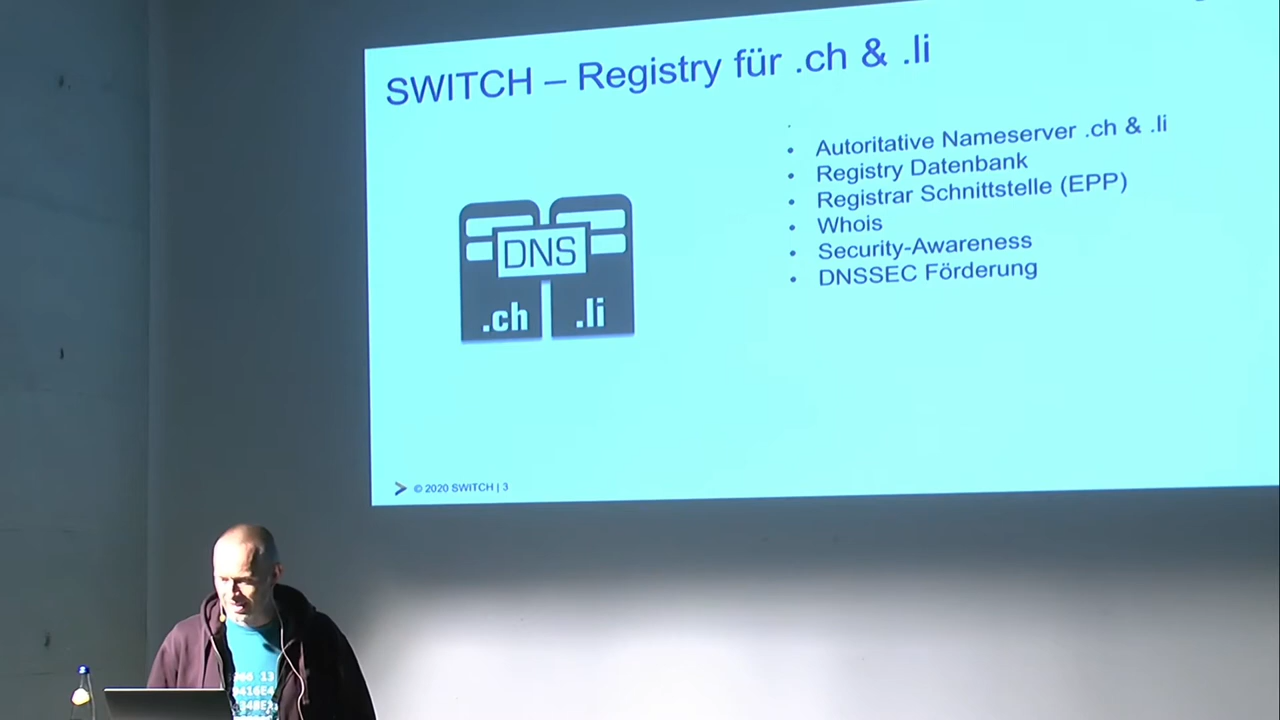 SWITCH – Registry für .ch & .li
• Autoritative Nameserver .ch & .li
• Registry Datenbank
• Registrar Schnittstelle (EPP)
• Whois
• Security-Awareness
• DNSSEC Förderung
DNS
.ch .li
© 2020 SWITCH | 3